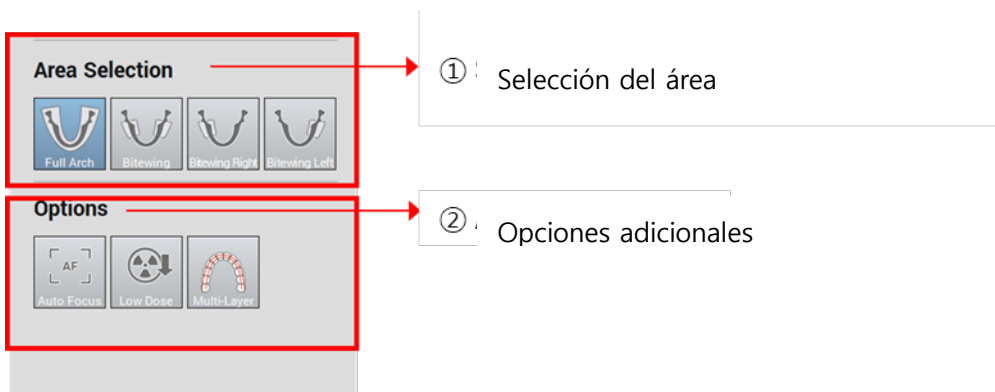 Area Selection
① Selección del área
Full Arch Bitewing Bitewing Right Bitewing Left
Options
② Opciones adicionales
AF
Auto Focus Low Dose Multi-Layer